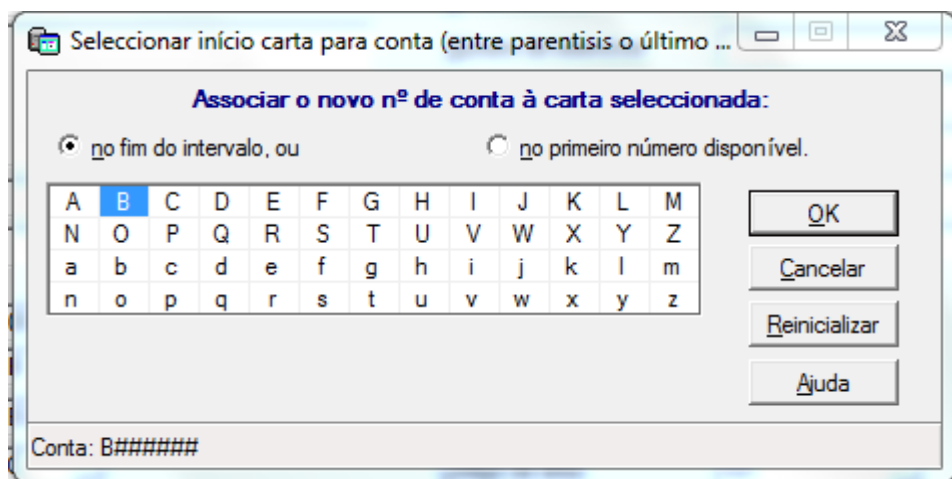 Seleccionar início carta para conta (entre parentisis o último ...
Associar o novo nº de conta à carta seleccionada:
no fim do intervalo, ou no primeiro número disponível.
A B C D E F G H I J K L M
N O P Q R S T U V W X Y Z
a b c d e f g h i j k l m
n o p q r s t u v w x y z
OK
Cancelar
Reinicializar
Ajuda
Conta: B######